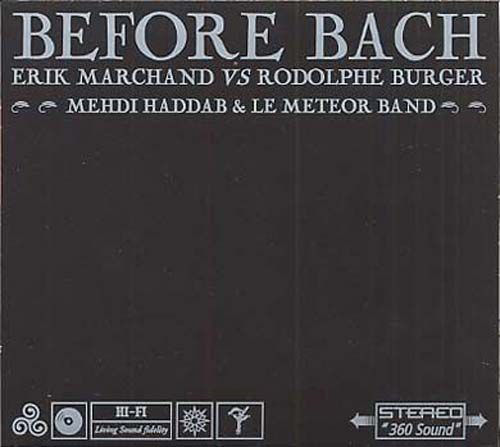 BEFORE BACH
ERIK MARCHAND VS RODOLPHE BURGER
MEHDI HADDAB & LE METEOR BAND
HI-FI
Living Sound fidelity
STEREO
"360 Sound"